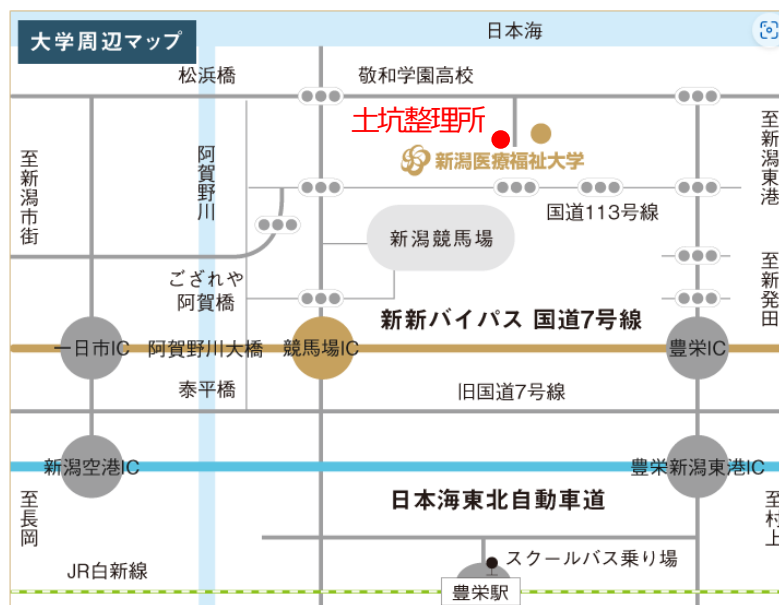 大学周辺マップ
日本海
松浜橋
敬和学園高校
土坑整理所
新潟医療福祉大学
至新潟市街
阿賀野川
至新潟東港
国道113号線
新潟競馬場
ござれや
阿賀橋
至新発田
新新バイパス 国道7号線
一日市IC
阿賀野川大橋
競馬場IC
豊栄IC
泰平橋
旧国道7号線
新潟空港IC
豊栄新潟東港IC
日本海東北自動車道
至長岡
至村上
スクールバス乗り場
JR白新線
豊栄駅